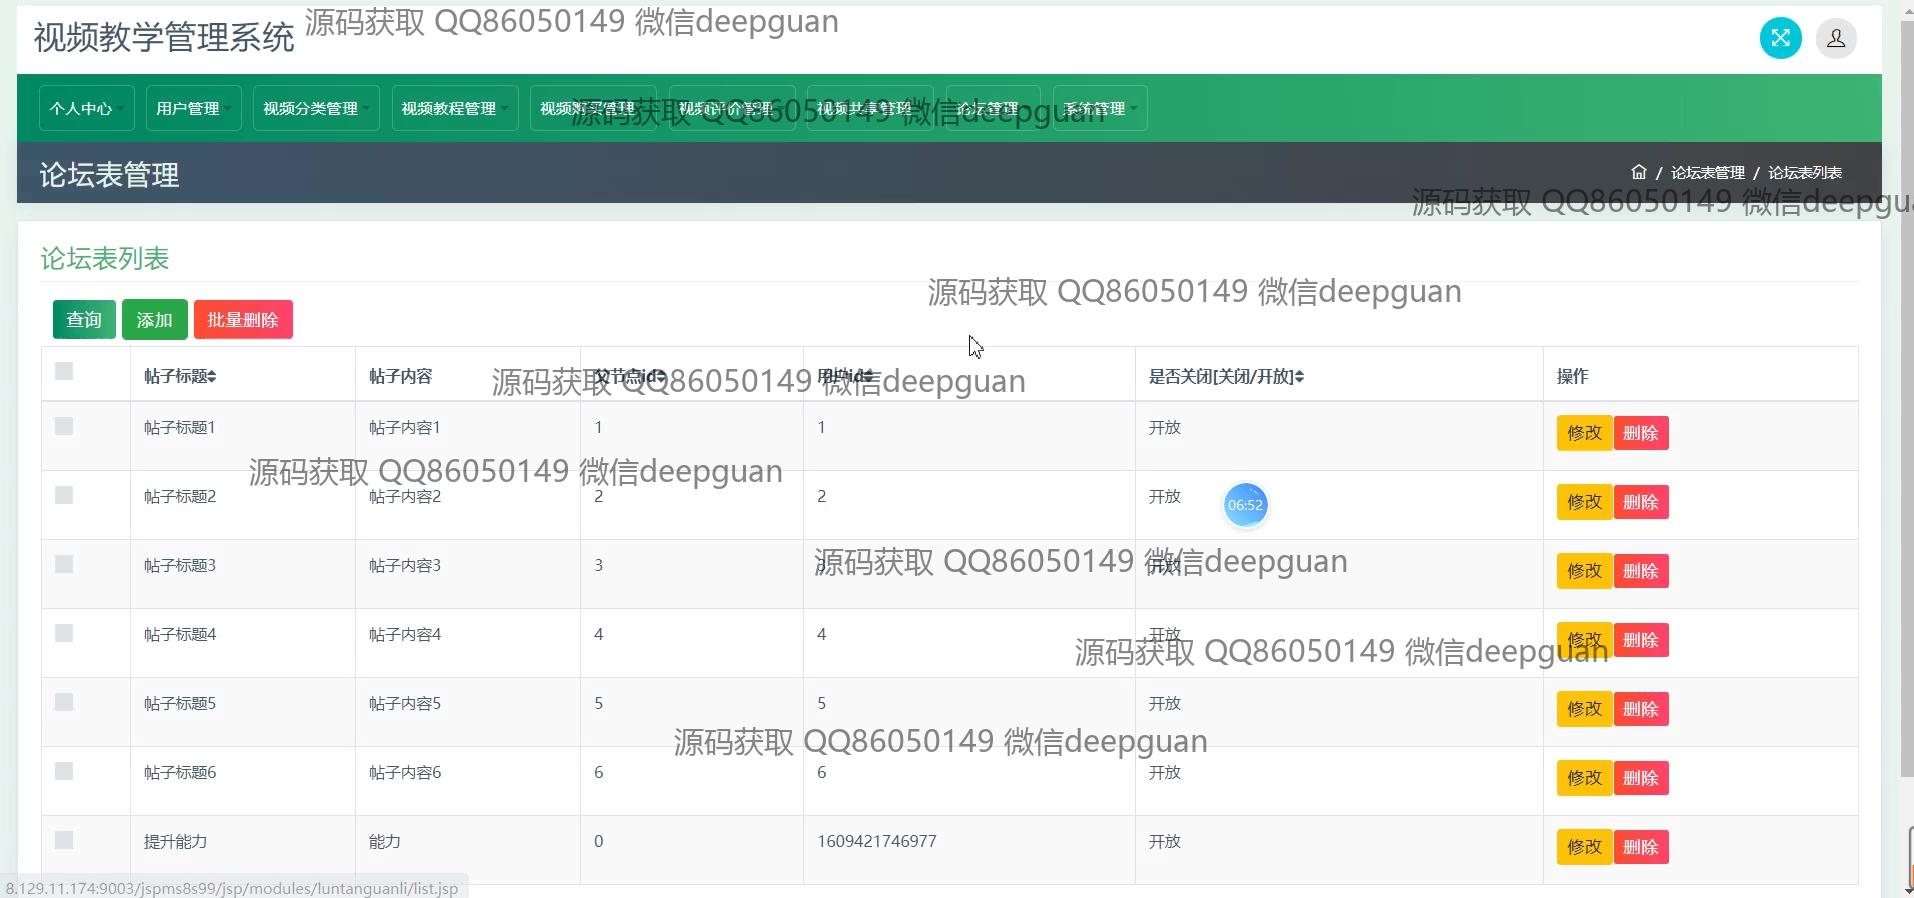 视频教学管理系统
源码获取 QQ86050149 微信deepguan
个人中心 用户管理 视频分类管理 视频教程管理 视频购买管理 视频评价管理 视频共享管理 论坛管理 系统管理
源码获取 QQ86050149 微信deepguan
论坛表管理
/ 论坛表管理 / 论坛表列表
源码获取 QQ86050149 微信deepgu
论坛表列表
源码获取 QQ86050149 微信deepguan
查询 添加 批量删除
帖子标题 帖子内容 父节点id 用户id 是否关闭[关闭/开放] 操作
源码获取 QQ86050149 微信deepguan
帖子标题1 帖子内容1 1 1 开放 修改 删除
源码获取 QQ86050149 微信deepguan
帖子标题2 帖子内容2 2 2 开放 修改 删除
06:52
帖子标题3 帖子内容3 3 3 开放 修改 删除
源码获取 QQ86050149 微信deepguan
帖子标题4 帖子内容4 4 4 开放 修改 删除
源码获取 QQ86050149 微信deepguan
帖子标题5 帖子内容5 5 5 开放 修改 删除
源码获取 QQ86050149 微信deepguan
帖子标题6 帖子内容6 6 6 开放 修改 删除
提升能力 能力 0 1609421746977 开放 修改 删除
8.129.11.174:9003/jspms8s99/jsp/modules/luntanguanli/list.jsp